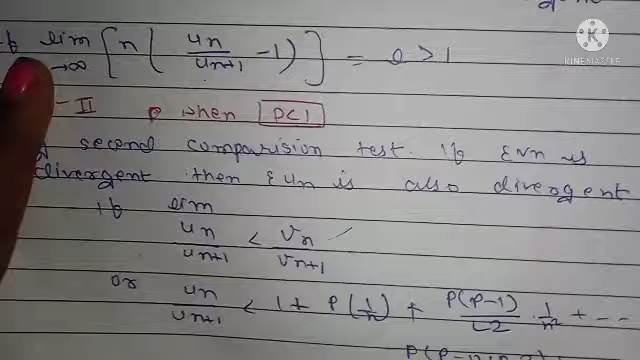 if lim n→∞ [ n ( un/un+1 - 1 ) ] = l > 1
KINEMASTER
-II p when P<1
second comparision test. if Σvn is
divergent then Σun is also divergent
if lim
un/un+1 < vn/vn+1
or un/un+1 < 1 + P(1/n) + P(P-1)/∟2 · 1/n² + ---